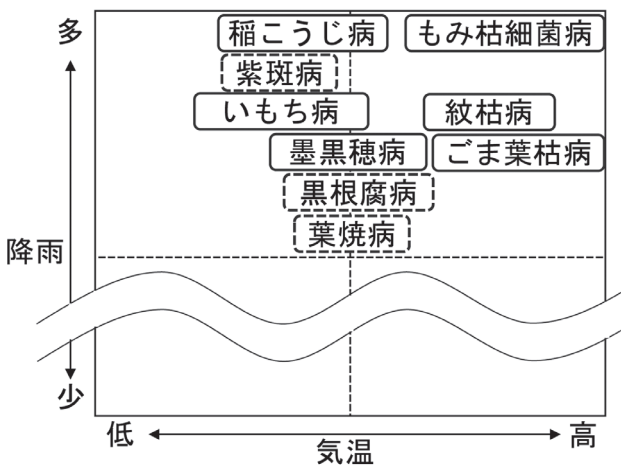 多
稲こうじ病
もみ枯細菌病
紫斑病
いもち病
紋枯病
墨黒穂病
ごま葉枯病
黒根腐病
葉焼病
降雨
少
低
気温
高